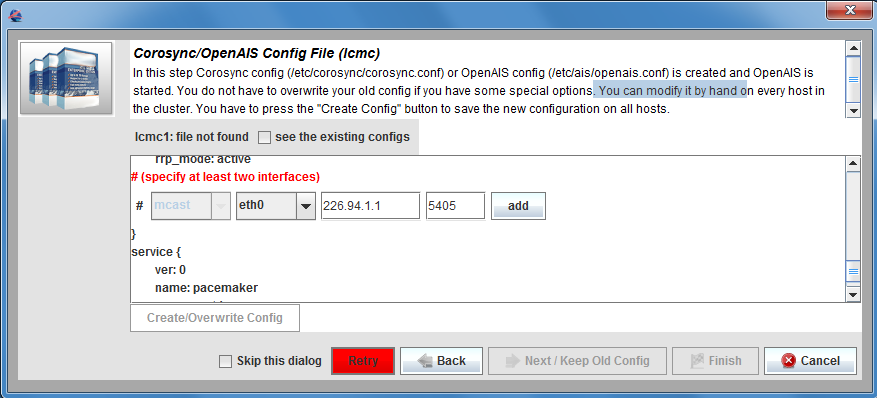 Corosync/OpenAIS Config File (lcmc)
In this step Corosync config (/etc/corosync/corosync.conf) or OpenAIS config (/etc/ais/openais.conf) is created and OpenAIS is
started. You do not have to overwrite your old config if you have some special options. You can modify it by hand on every host in
the cluster. You have to press the "Create Config" button to save the new configuration on all hosts.
lcmc1: file not found see the existing configs
rrp_mode: active
# (specify at least two interfaces)
# mcast eth0 226.94.1.1 5405 add
}
service {
ver: 0
name: pacemaker
Create/Overwrite Config
Skip this dialog Retry Back Next / Keep Old Config Finish Cancel